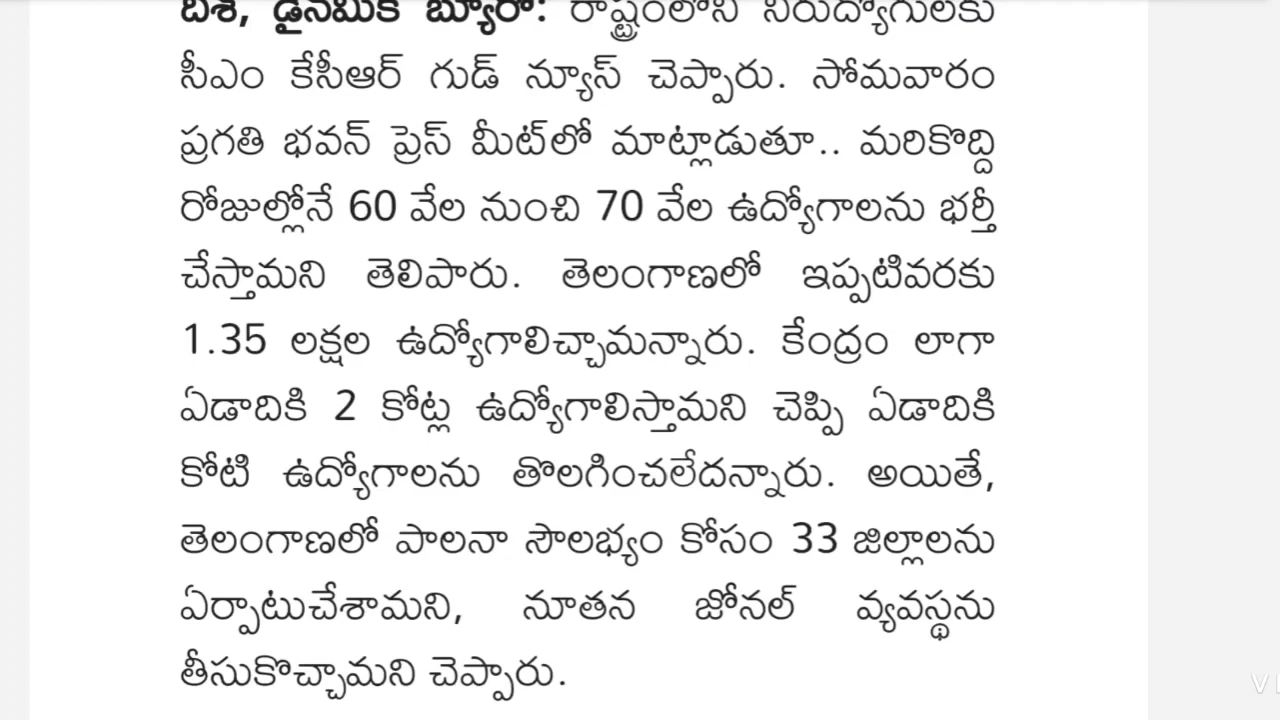 దిశ, డైనమిక్ బ్యూరో: రాష్ట్రంలోని నిరుద్యోగులకు
సీఎం కేసీఆర్ గుడ్ న్యూస్ చెప్పారు. సోమవారం
ప్రగతి భవన్ ప్రెస్ మీట్‌లో మాట్లాడుతూ.. మరికొద్ది
రోజుల్లోనే 60 వేల నుంచి 70 వేల ఉద్యోగాలను భర్తీ
చేస్తామని తెలిపారు. తెలంగాణలో ఇప్పటివరకు
1.35 లక్షల ఉద్యోగాలిచ్చామన్నారు. కేంద్రం లాగా
ఏడాదికి 2 కోట్ల ఉద్యోగాలిస్తామని చెప్పి ఏడాదికి
కోటి ఉద్యోగాలను తొలగించలేదన్నారు. అయితే,
తెలంగాణలో పాలనా సౌలభ్యం కోసం 33 జిల్లాలను
ఏర్పాటుచేశామని, నూతన జోనల్ వ్యవస్థను
తీసుకొచ్చామని చెప్పారు.